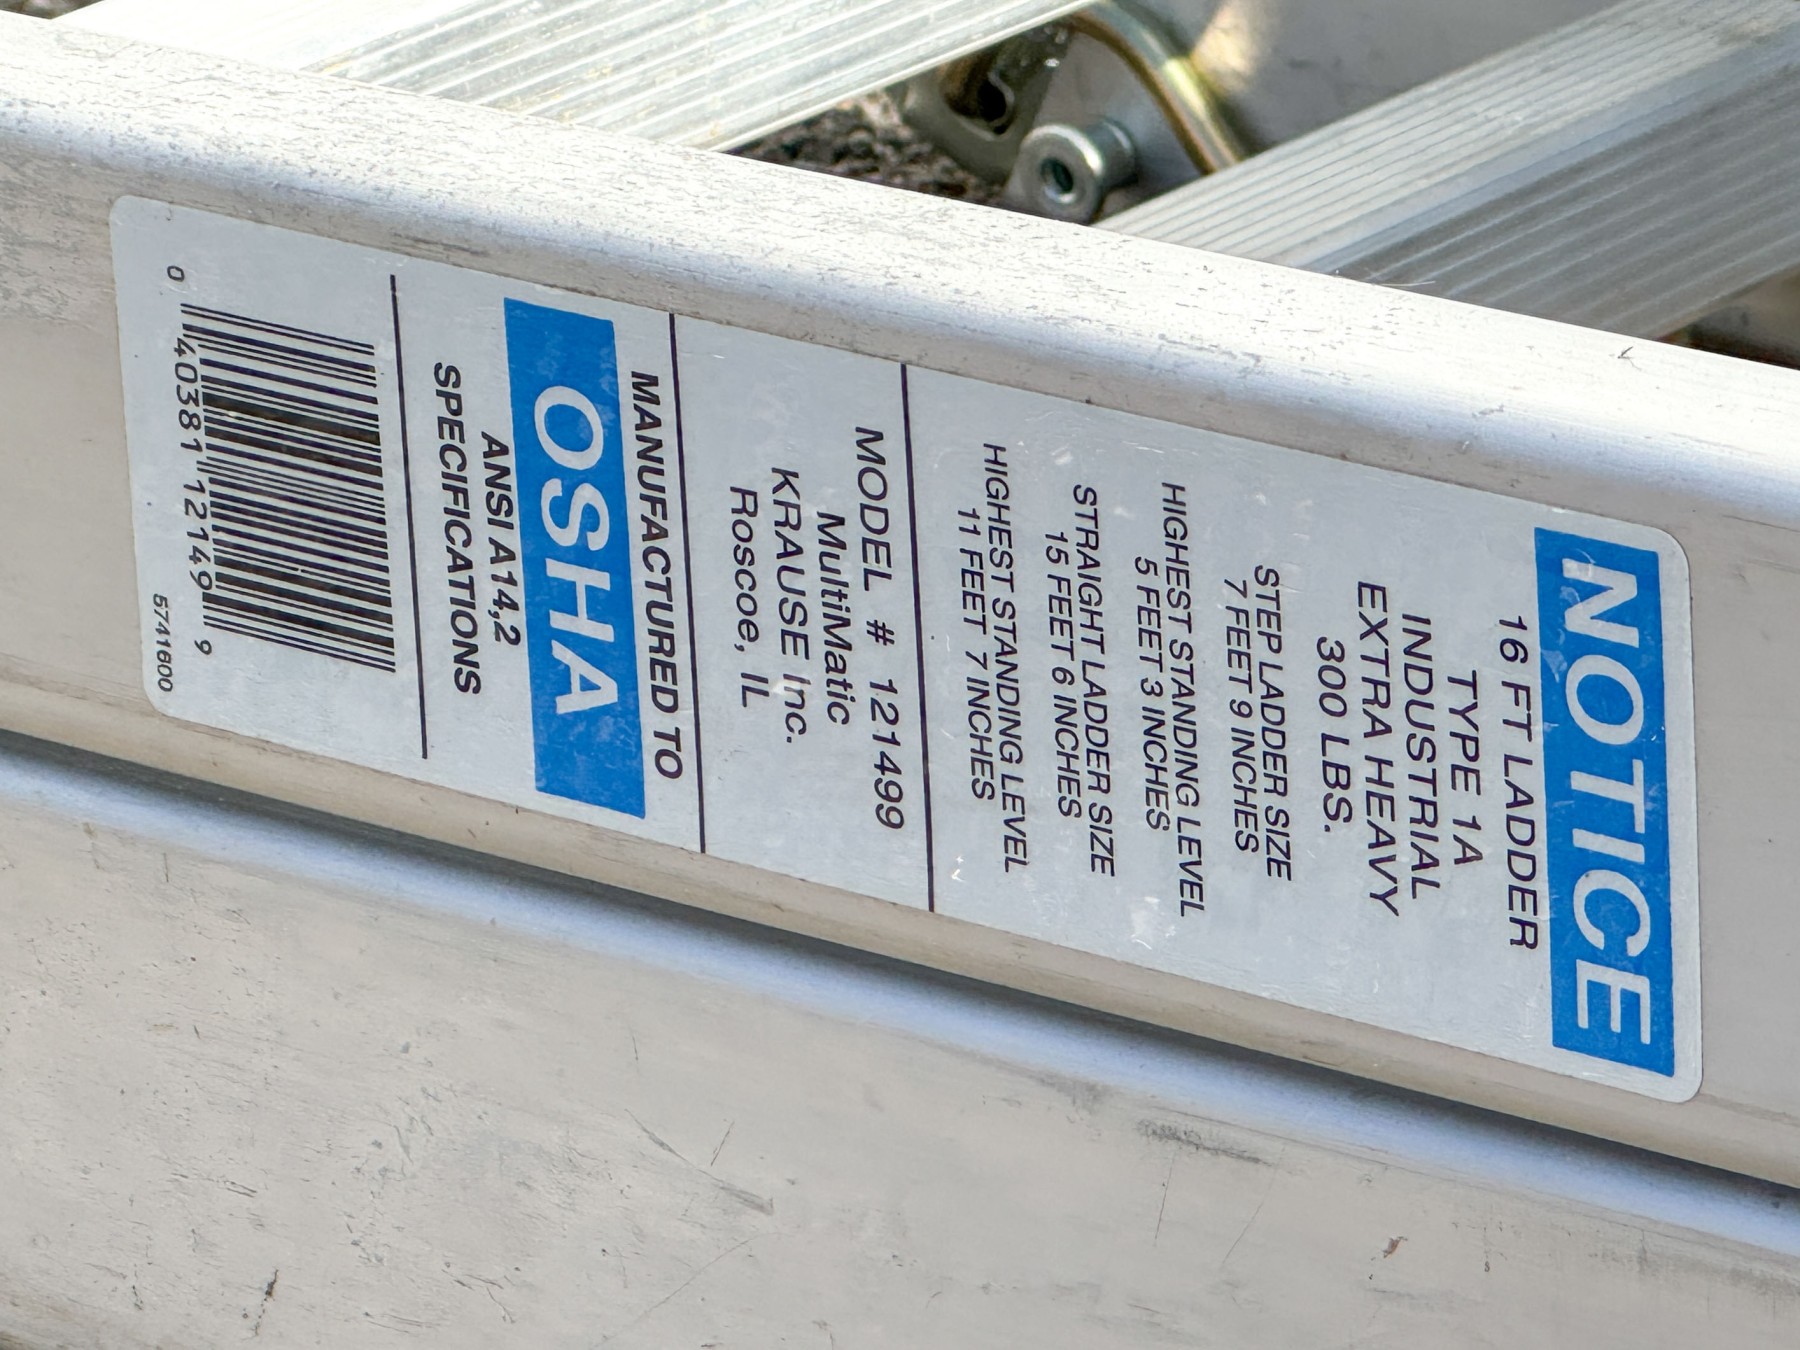 NOTICE
16 FT LADDER
TYPE 1A
INDUSTRIAL
EXTRA HEAVY
300 LBS.
STEP LADDER SIZE
7 FEET 9 INCHES
HIGHEST STANDING LEVEL
5 FEET 3 INCHES
STRAIGHT LADDER SIZE
15 FEET 6 INCHES
HIGHEST STANDING LEVEL
11 FEET 7 INCHES
MODEL # 121499
MultiMatic
KRAUSE Inc.
Roscoe, IL
MANUFACTURED TO
OSHA
ANSI A14,2
SPECIFICATIONS
0 40381 12149 9
5741600